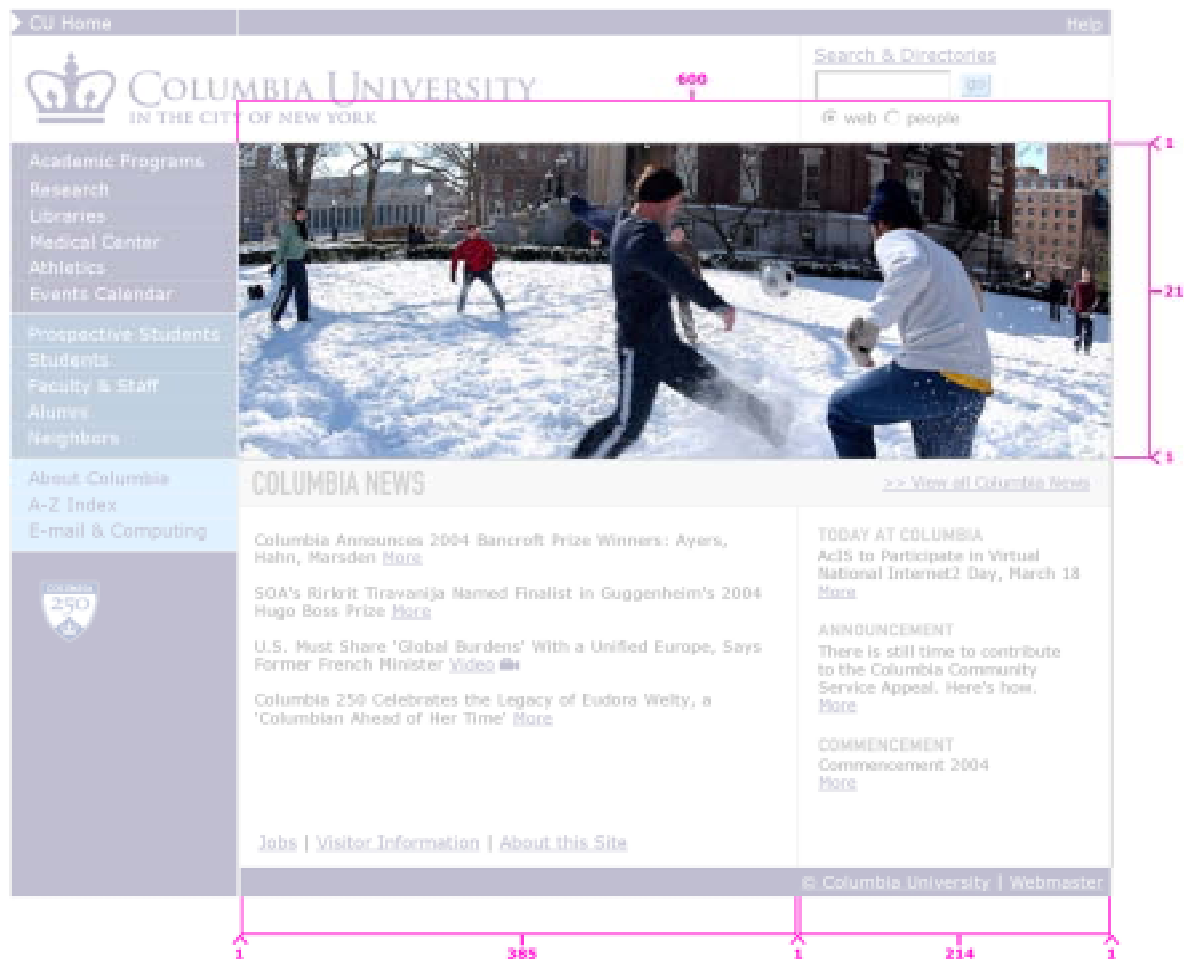 CU Home
Help
COLUMBIA UNIVERSITY
IN THE CITY OF NEW YORK
Search & Directories
go
web people
600
1
21
1
Academic Programs
Research
Libraries
Medical Center
Athletics
Events Calendar
Prospective Students
Students
Faculty & Staff
Alumni
Neighbors
About Columbia
A-Z Index
E-mail & Computing
COLUMBIA
250
COLUMBIA NEWS
>> View all Columbia News
Columbia Announces 2004 Bancroft Prize Winners: Ayers,
Hahn, Marsden More
SOA's Rirkrit Tiravanija Named Finalist in Guggenheim's 2004
Hugo Boss Prize More
U.S. Must Share 'Global Burdens' With a Unified Europe, Says
Former French Minister Video
Columbia 250 Celebrates the Legacy of Eudora Welty, a
'Columbian Ahead of Her Time' More
TODAY AT COLUMBIA
AcIS to Participate in Virtual
National Internet2 Day, March 18
More
ANNOUNCEMENT
There is still time to contribute
to the Columbia Community
Service Appeal. Here's how.
More
COMMENCEMENT
Commencement 2004
More
Jobs | Visitor Information | About this Site
© Columbia University | Webmaster
1
385
1
214
1